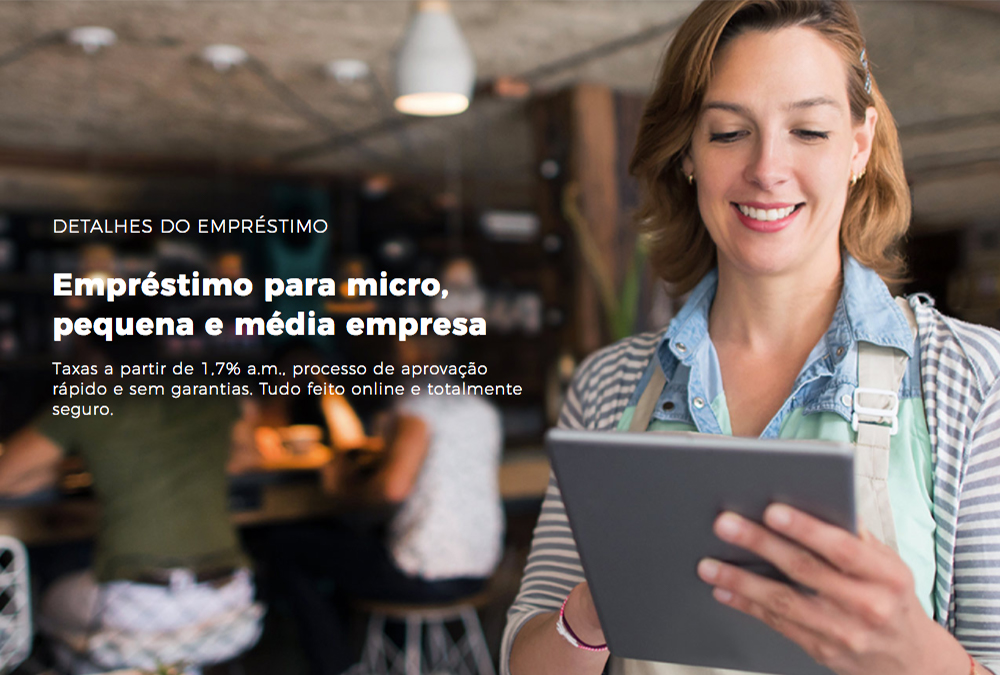 DETALHES DO EMPRÉSTIMO
Empréstimo para micro,
pequena e média empresa
Taxas a partir de 1,7% a.m., processo de aprovação
rápido e sem garantias. Tudo feito online e totalmente
seguro.